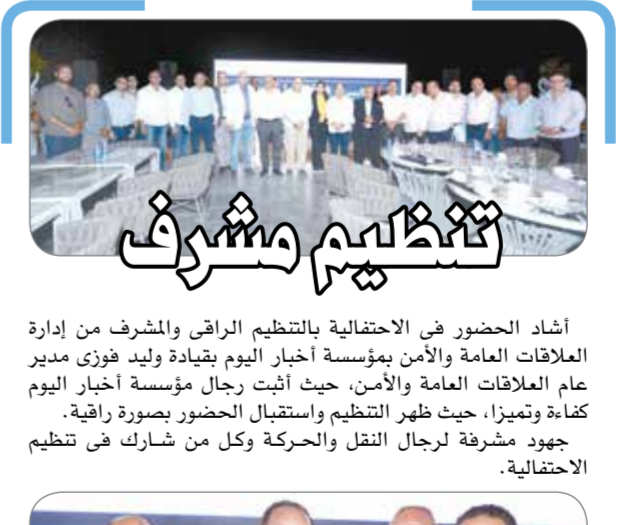 تنظيم مشرف
أشاد الحضور فى الاحتفالية بالتنظيم الراقى والمشرف من إدارة
العلاقات العامة والأمن بمؤسسة أخبار اليوم بقيادة وليد فوزى مدير
عام العلاقات العامة والأمن، حيث أثبت رجال مؤسسة أخبار اليوم
كفاءة وتميزا، حيث ظهر التنظيم واستقبال الحضور بصورة راقية.
جهود مشرفة لرجال النقل والحركة وكل من شارك فى تنظيم
الاحتفالية.